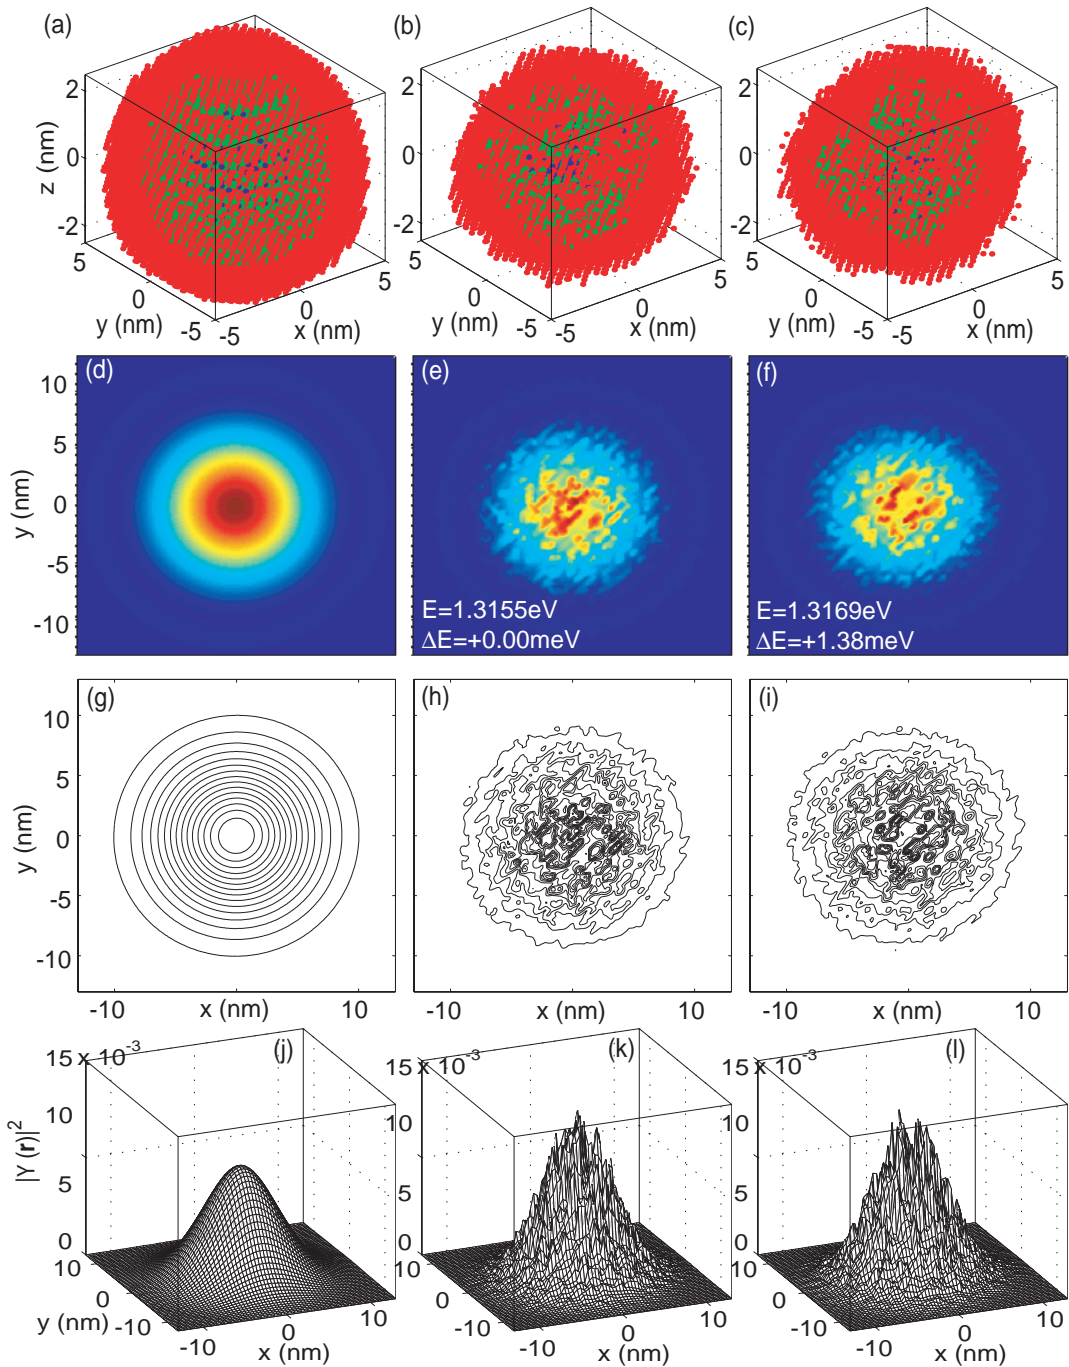 (a) (b) (c)
z (nm)
2 2 2
0 0 0
-2 -2 -2
5 5 5 5 5 5
0 0 0 0 0 0
y (nm) -5 -5 x (nm) y (nm) -5 -5 x (nm) y (nm) -5 -5 x (nm)
(d) (e) (f)
y (nm)
10
5
0
-5
-10
E=1.3155eV
ΔE=+0.00meV
E=1.3169eV
ΔE=+1.38meV
(g) (h) (i)
y (nm)
10
5
0
-5
-10
-10 x (nm) 10 -10 x (nm) 10 -10 x (nm) 10
(j) (k) (l)
|Y (r)|²
15 x 10⁻³ 15 x 10⁻³ 15 x 10⁻³
10 10 10
5 5 5
0 0 0
10 10 10
0 0 0
y (nm) -10 -10 0 10 -10 -10 0 10 -10 -10 0 10
x (nm) x (nm) x (nm)